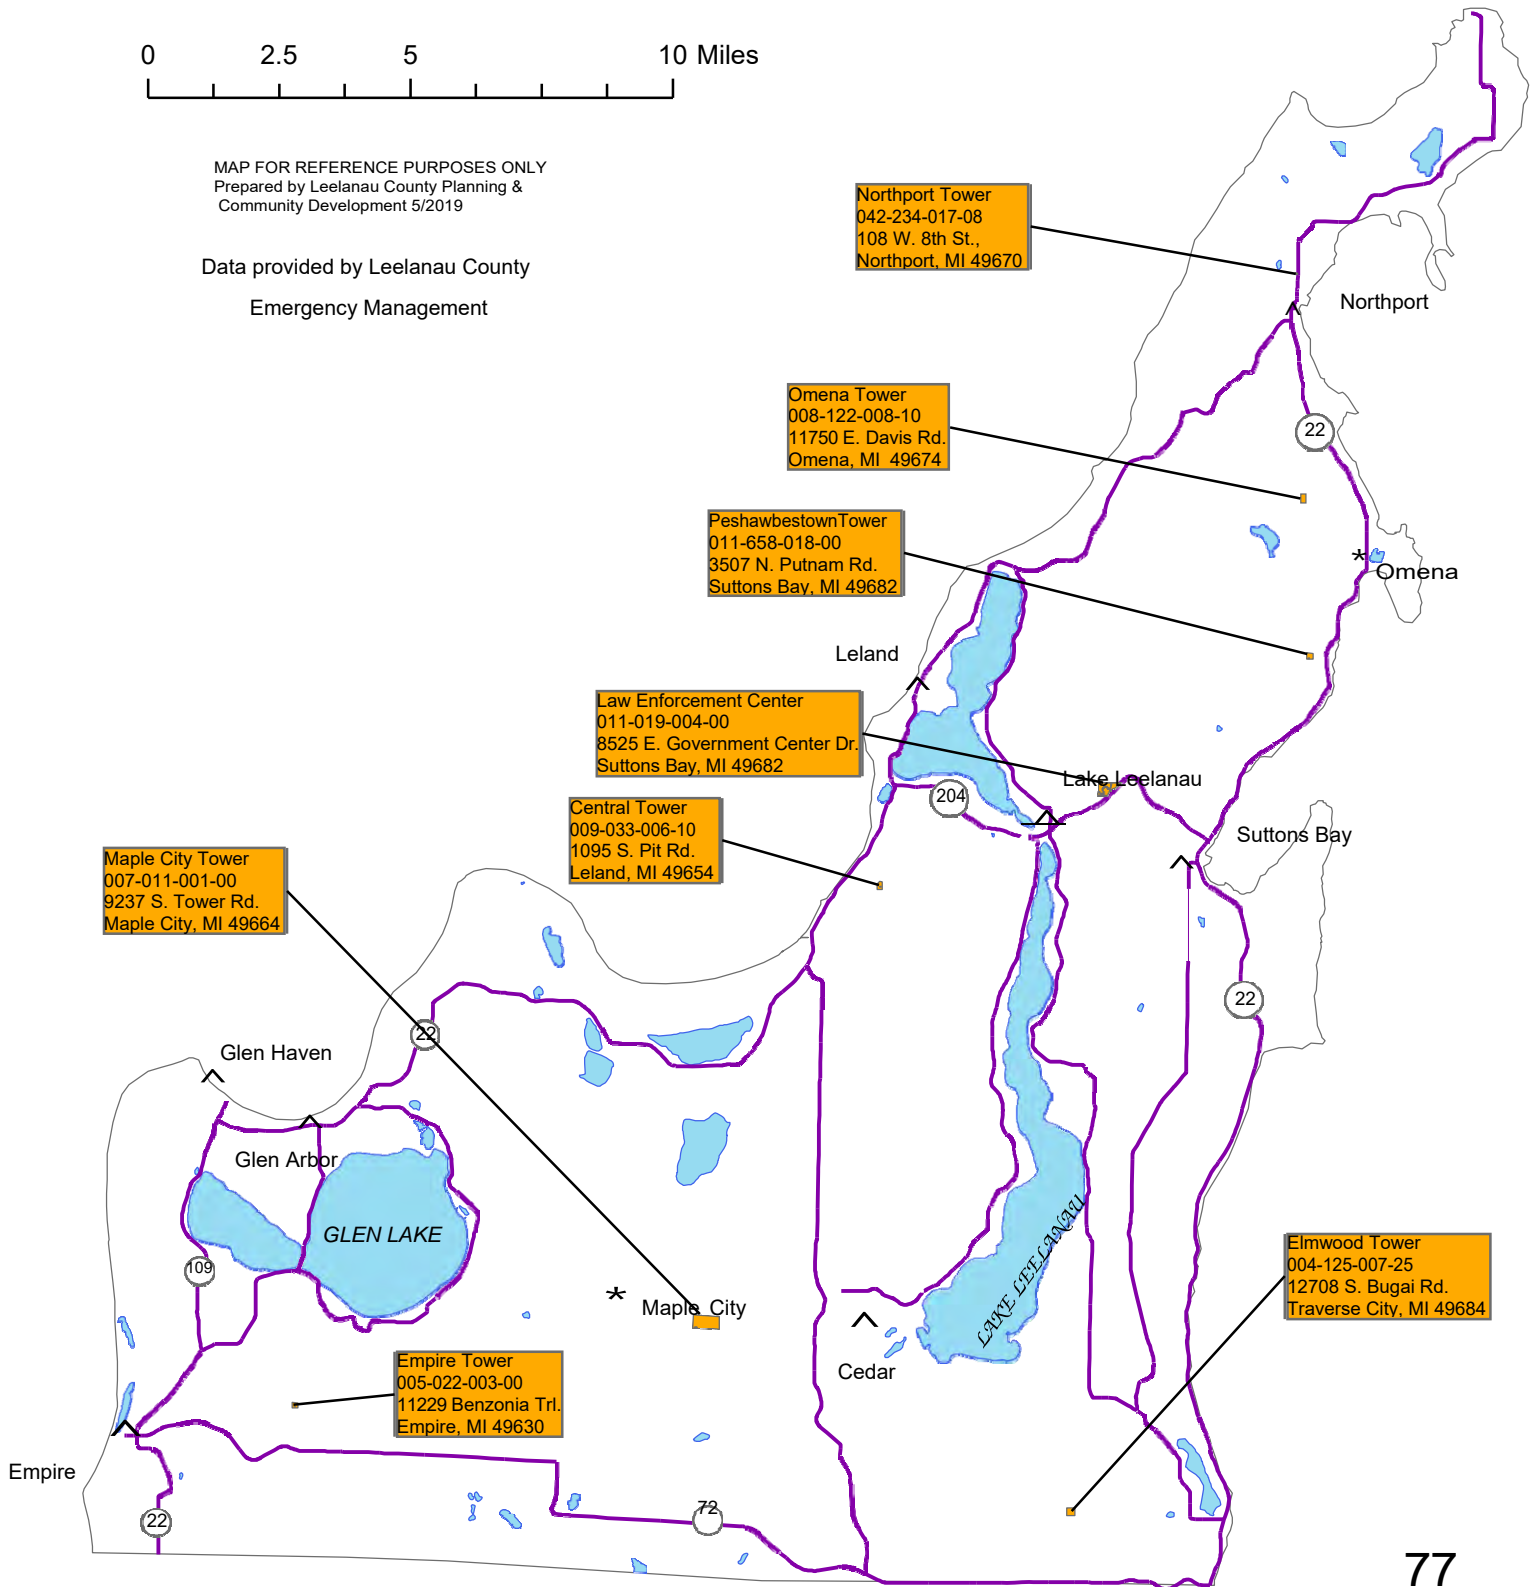 0 2.5 5 10 Miles
MAP FOR REFERENCE PURPOSES ONLY
Prepared by Leelanau County Planning &
Community Development 5/2019
Data provided by Leelanau County
Emergency Management
Northport Tower
042-234-017-08
108 W. 8th St.,
Northport, MI 49670
Northport
Omena Tower
008-122-008-10
11750 E. Davis Rd.
Omena, MI 49674
22
PeshawbestownTower
011-658-018-00
3507 N. Putnam Rd.
Suttons Bay, MI 49682
*
Omena
Leland
Law Enforcement Center
011-019-004-00
8525 E. Government Center Dr.
Suttons Bay, MI 49682
Lake Leelanau
204
Central Tower
009-033-006-10
1095 S. Pit Rd.
Leland, MI 49654
Suttons Bay
Maple City Tower
007-011-001-00
9237 S. Tower Rd.
Maple City, MI 49664
22
22
Glen Haven
Glen Arbor
GLEN LAKE
LAKE LEELANAU
109
Elmwood Tower
004-125-007-25
12708 S. Bugai Rd.
Traverse City, MI 49684
* Maple City
Cedar
Empire Tower
005-022-003-00
11229 Benzonia Trl.
Empire, MI 49630
Empire
22
72
77